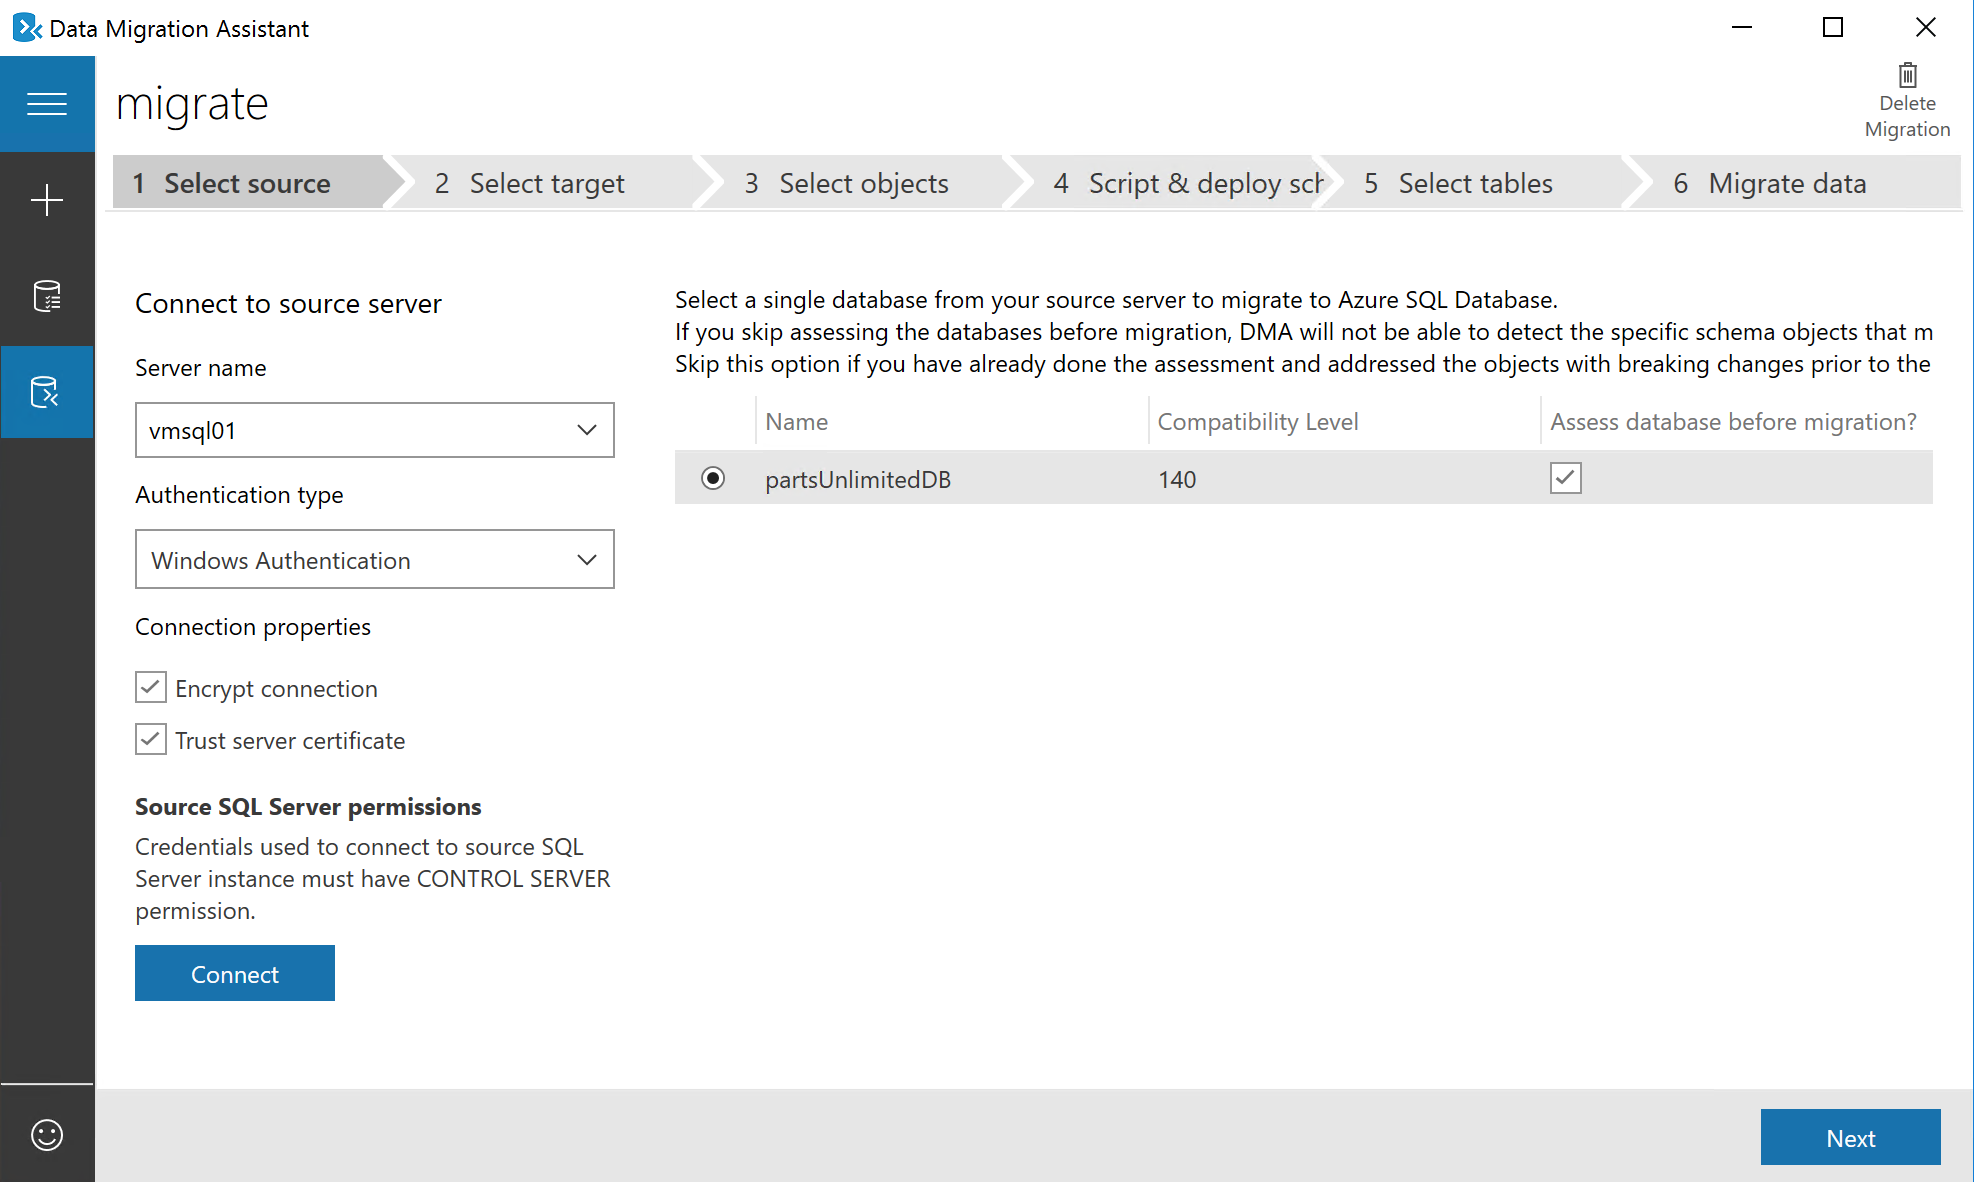 Data Migration Assistant
migrate
Delete
Migration
1 Select source
2 Select target
3 Select objects
4 Script & deploy sch
5 Select tables
6 Migrate data
Connect to source server
Server name
vmsql01
Authentication type
Windows Authentication
Connection properties
Encrypt connection
Trust server certificate
Source SQL Server permissions
Credentials used to connect to source SQL
Server instance must have CONTROL SERVER
permission.
Connect
Select a single database from your source server to migrate to Azure SQL Database.
If you skip assessing the databases before migration, DMA will not be able to detect the specific schema objects that m
Skip this option if you have already done the assessment and addressed the objects with breaking changes prior to the
Name Compatibility Level Assess database before migration?
partsUnlimitedDB 140
Next